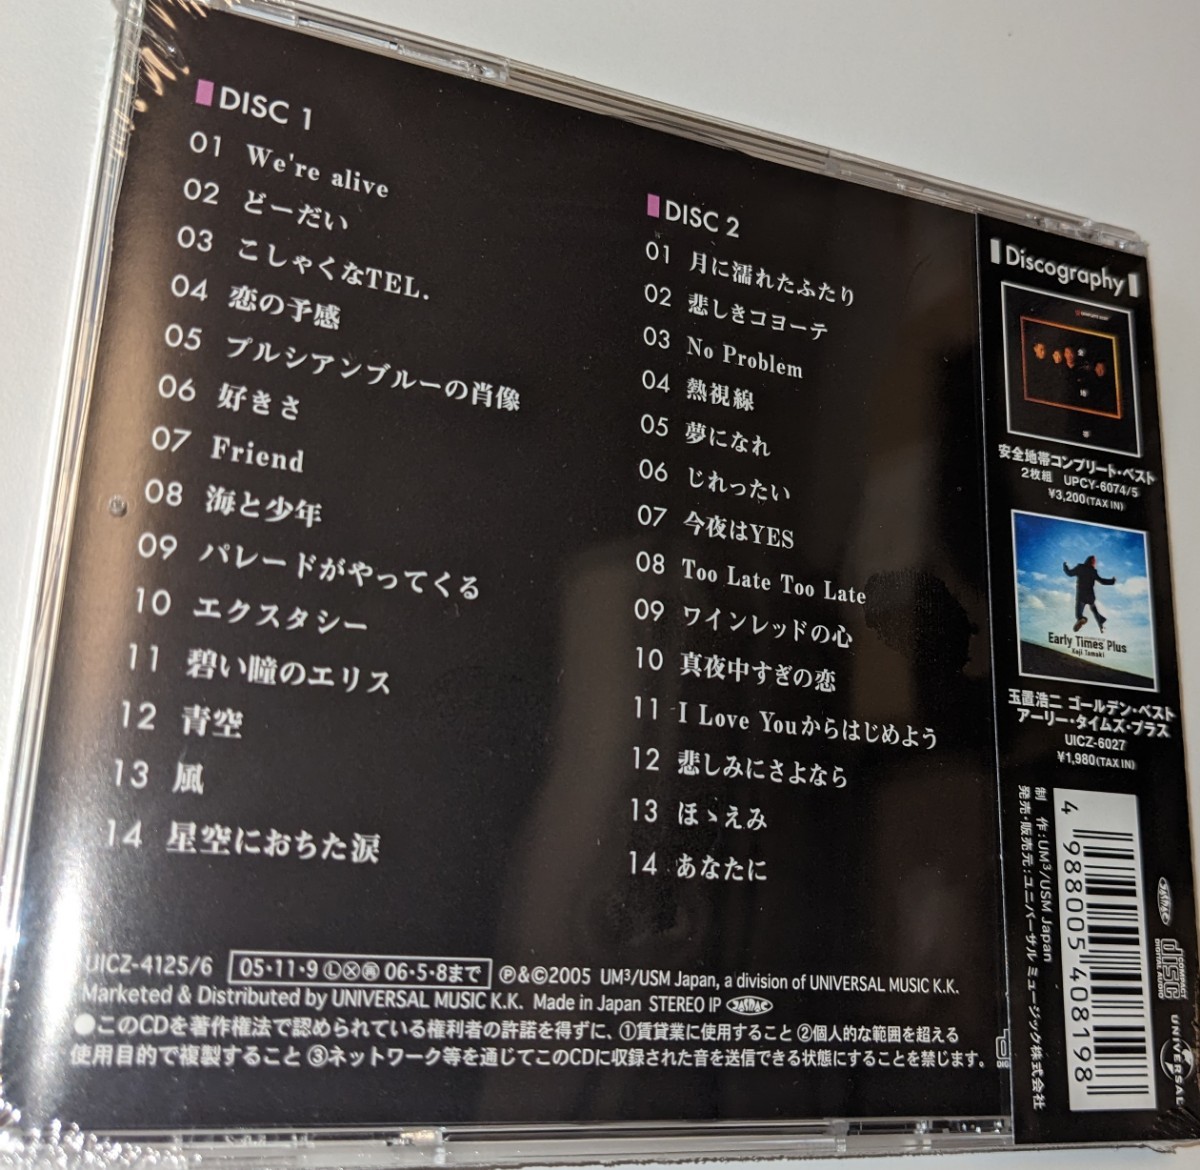 DISC 1
01 We're alive
02 どーだい
03 こしゃくなTEL.
04 恋の予感
05 プルシアンブルーの肖像
06 好きさ
07 Friend
08 海と少年
09 パレードがやってくる
10 エクスタシー
11 碧い瞳のエリス
12 青空
13 風
14 星空におちた涙
DISC 2
01 月に濡れたふたり
02 悲しきコヨーテ
03 No Problem
04 熱視線
05 夢になれ
06 じれったい
07 今夜はYES
08 Too Late Too Late
09 ワインレッドの心
10 真夜中すぎの恋
11 I Love Youからはじめよう
12 悲しみにさよなら
13 ほゝえみ
14 あなたに
UICZ-4125/6 05・11・9 Ⓛ Ⓧ ㊢ 06・5・8まで ℗&©2005 UM³/USM Japan, a division of UNIVERSAL MUSIC K.K.
Marketed & Distributed by UNIVERSAL MUSIC K.K. Made in Japan STEREO IP JASRAC
●このCDを著作権法で認められている権利者の許諾を得ずに、①賃貸業に使用すること ②個人的な範囲を超える
使用目的で複製すること ③ネットワーク等を通じてこのCDに収録された音を送信できる状態にすることを禁じます。
Discography
安全地帯コンプリート・ベスト
2枚組 UPCY-6074/5
¥3,200(TAX IN)
Early Times Plus
Koji Tamaki
玉置浩二 ゴールデン・ベスト
アーリー・タイムズ・プラス
UICZ-6027
¥1,980(TAX IN)
制 作:UM³/USM Japan
発売・販売元:ユニバーサル ミュージック株式会社
4 988005 408198
JASRAC
COMPACT
disc
DIGITAL AUDIO
UNIVERSAL